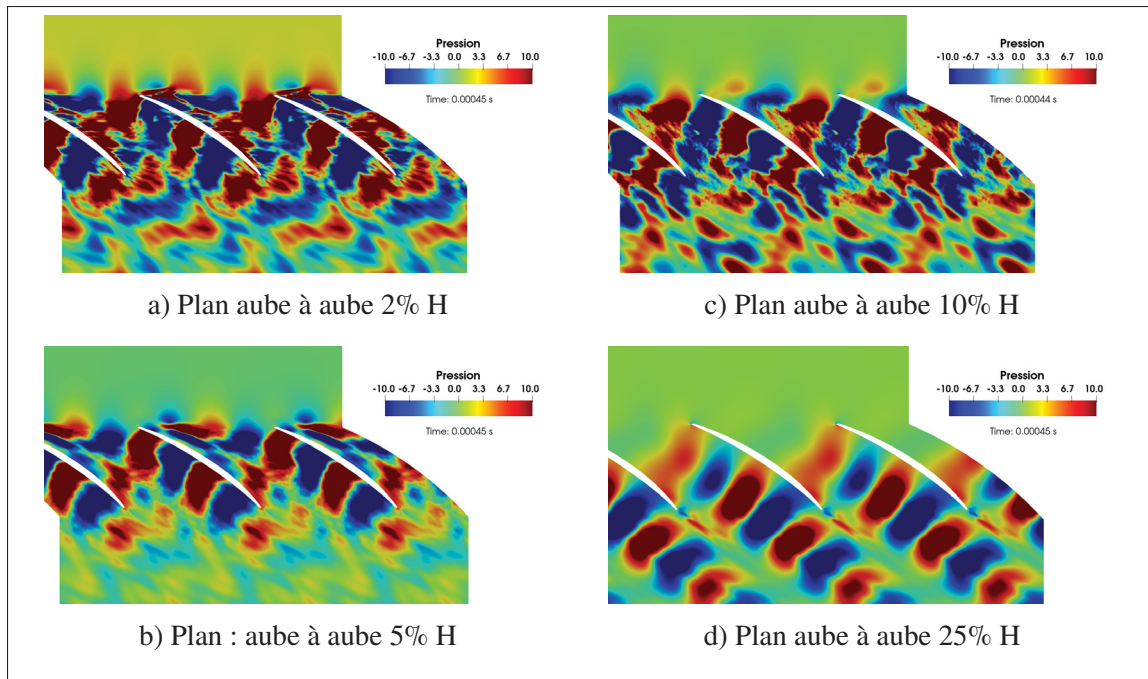 Pression
-10.0 -6.7 -3.3 0.0 3.3 6.7 10.0
Time: 0.00045 s
a) Plan aube à aube 2% H
Pression
-10.0 -6.7 -3.3 0.0 3.3 6.7 10.0
Time: 0.00044 s
c) Plan aube à aube 10% H
Pression
-10.0 -6.7 -3.3 0.0 3.3 6.7 10.0
Time: 0.00045 s
b) Plan : aube à aube 5% H
Pression
-10.0 -6.7 -3.3 0.0 3.3 6.7 10.0
Time: 0.00045 s
d) Plan aube à aube 25% H